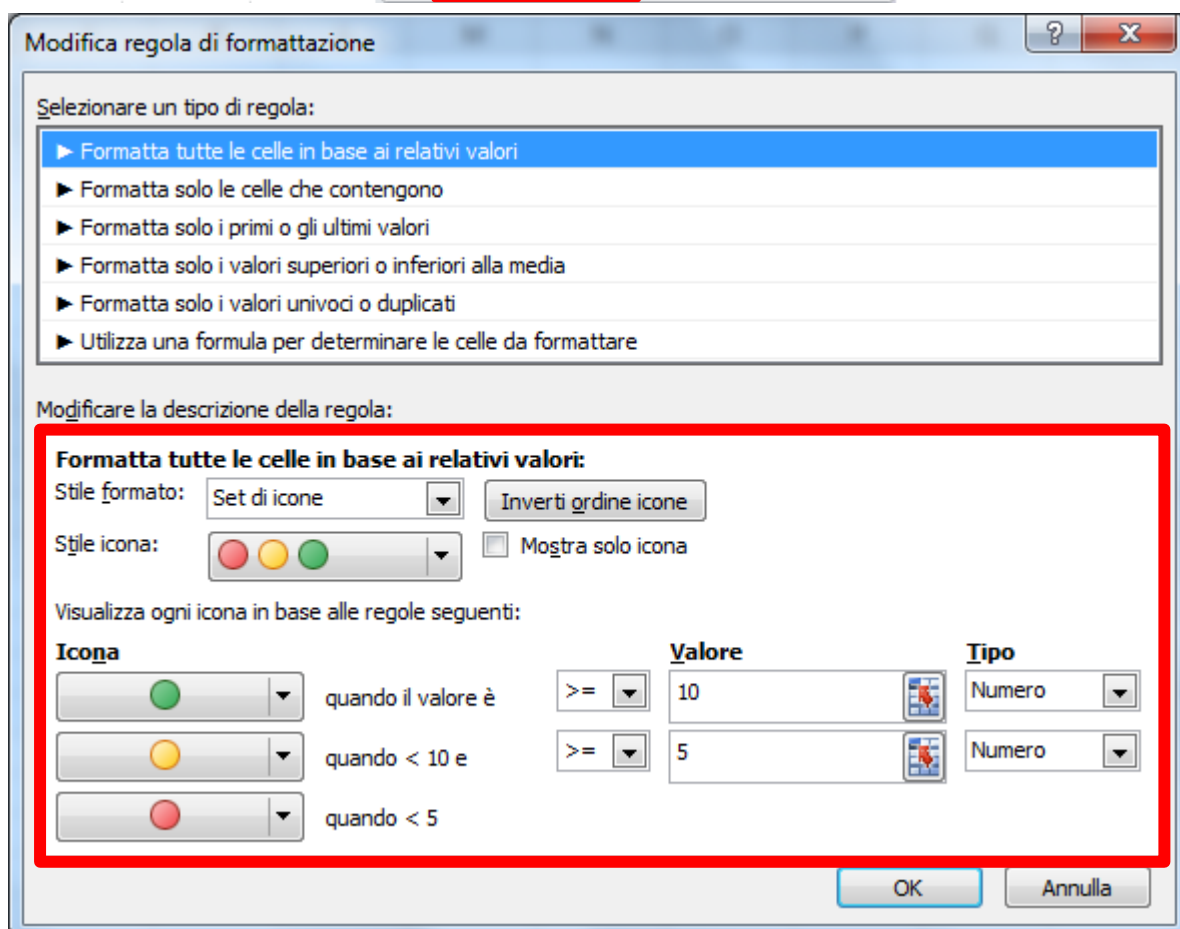 Modifica regola di formattazione
?
X
Selezionare un tipo di regola:
► Formatta tutte le celle in base ai relativi valori
► Formatta solo le celle che contengono
► Formatta solo i primi o gli ultimi valori
► Formatta solo i valori superiori o inferiori alla media
► Formatta solo i valori univoci o duplicati
► Utilizza una formula per determinare le celle da formattare
Modificare la descrizione della regola:
Formatta tutte le celle in base ai relativi valori:
Stile formato: Set di icone Inverti ordine icone
Stile icona: Mostra solo icona
Visualizza ogni icona in base alle regole seguenti:
Icona Valore Tipo
quando il valore è >= 10 Numero
quando < 10 e >= 5 Numero
quando < 5
OK Annulla